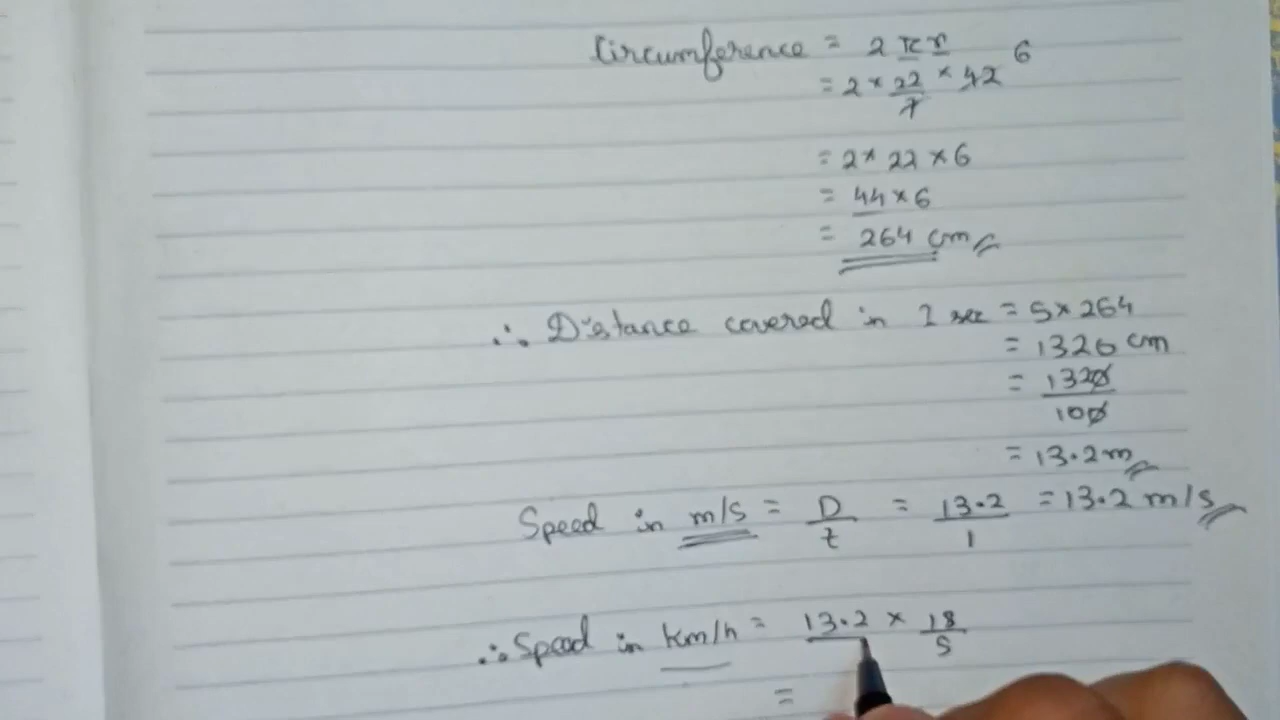 Circumference = 2πr
= 2 × 22/7 × 42 6
= 2 × 22 × 6
= 44 × 6
= 264 cm
∴ Distance covered in 1 sec = 5 × 264
= 1320 cm
= 1320/100
= 13.2m
Speed in m/s = D/t = 13.2/1 = 13.2 m/s
∴ Speed in Km/h = 13.2 × 18/5
=